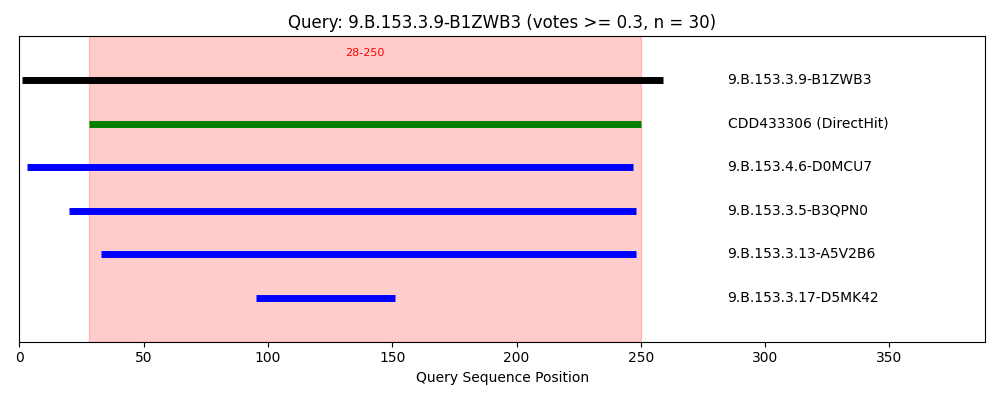 Query: 9.B.153.3.9-B1ZWB3 (votes >= 0.3, n = 30)
28-250
9.B.153.3.9-B1ZWB3
CDD433306 (DirectHit)
9.B.153.4.6-D0MCU7
9.B.153.3.5-B3QPN0
9.B.153.3.13-A5V2B6
9.B.153.3.17-D5MK42
0 50 100 150 200 250 300 350
Query Sequence Position